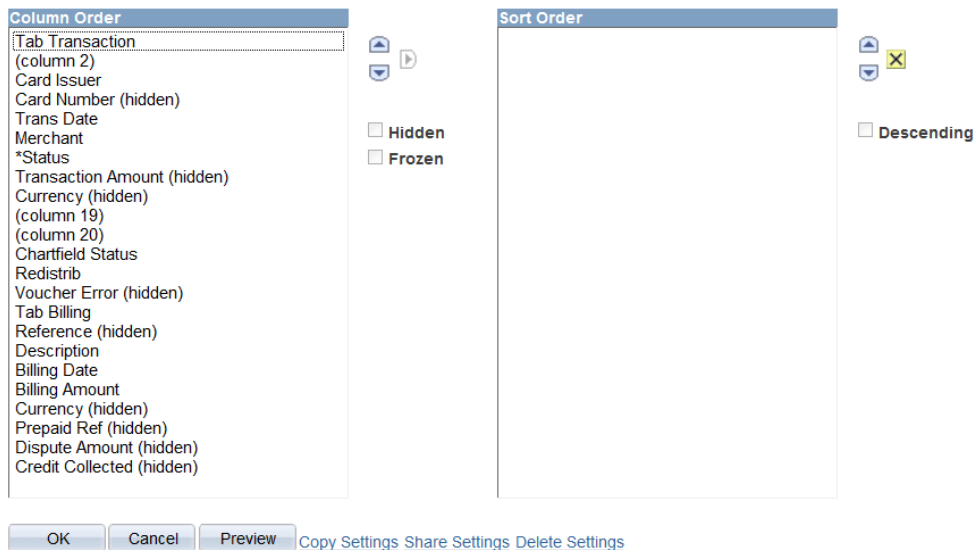 Column Order
Tab Transaction
(column 2)
Card Issuer
Card Number (hidden)
Trans Date
Merchant
*Status
Transaction Amount (hidden)
Currency (hidden)
(column 19)
(column 20)
Chartfield Status
Redistrib
Voucher Error (hidden)
Tab Billing
Reference (hidden)
Description
Billing Date
Billing Amount
Currency (hidden)
Prepaid Ref (hidden)
Dispute Amount (hidden)
Credit Collected (hidden)
Hidden
Frozen
Sort Order
Descending
OK Cancel Preview Copy Settings Share Settings Delete Settings